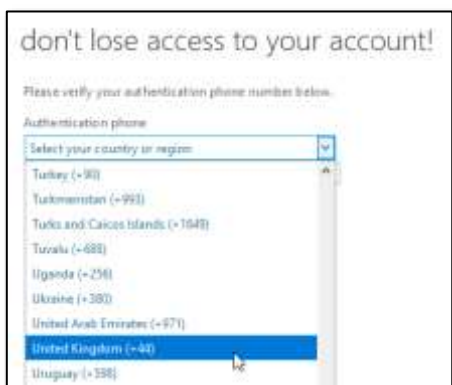 don't lose access to your account!
Please verify your authentication phone number below.
Authentication phone
Select your country or region
Turkey (+90)
Turkmenistan (+993)
Turks and Caicos Islands (+1649)
Tuvalu (+688)
Uganda (+256)
Ukraine (+380)
United Arab Emirates (+971)
United Kingdom (+44)
Uruguay (+598)